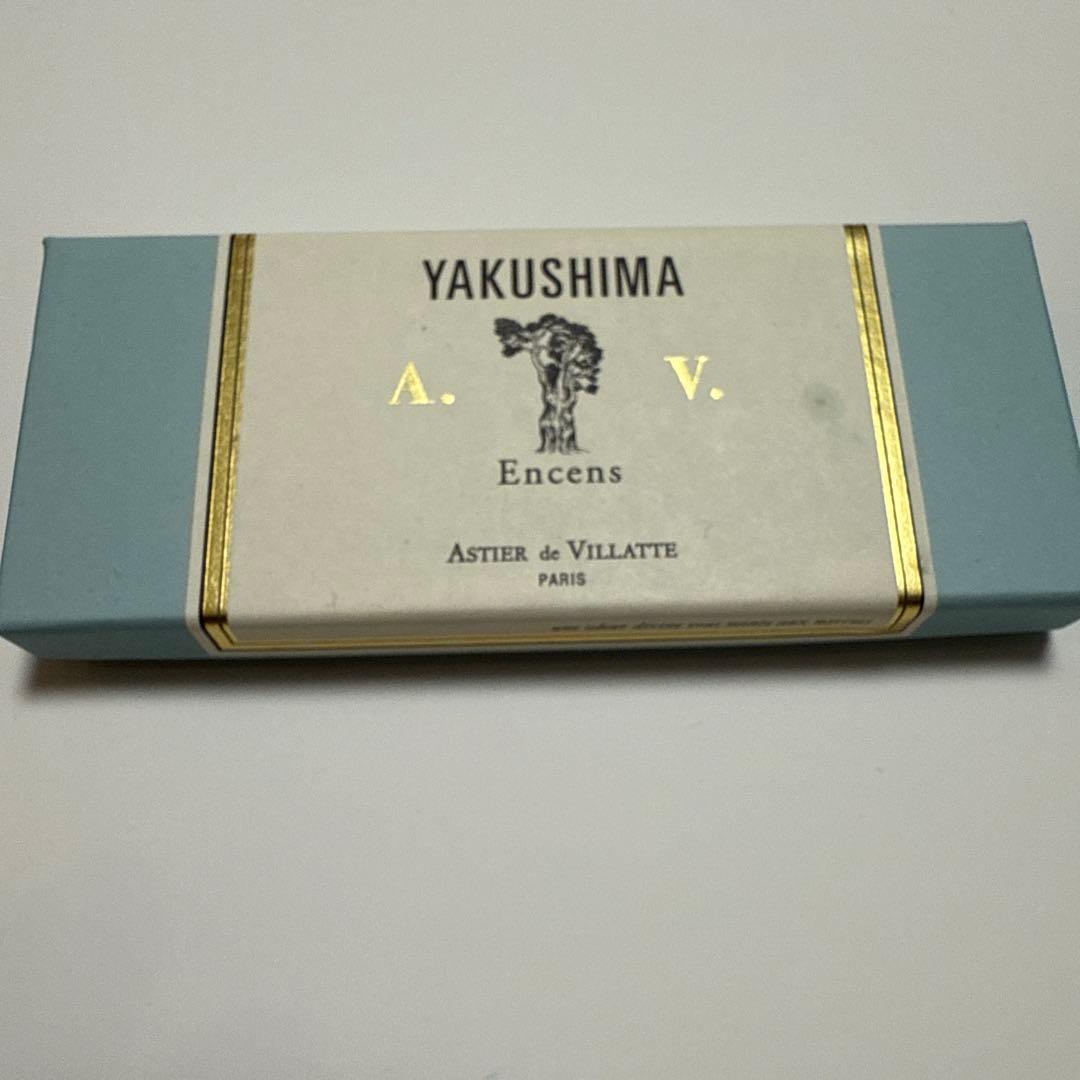 YAKUSHIMA
A. V.
Encens
ASTIER de VILLATTE
PARIS